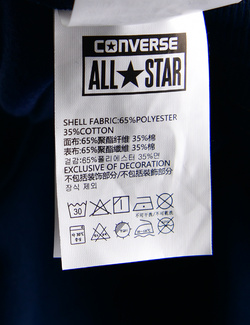 CONVERSE
ALL★STAR
SHELL FABRIC:65%POLYESTER
35%COTTON
面布:65%聚酯纤维 35%棉
表布:65%聚酯纖維 35%棉
겉감:65%폴리에스터 35%면
EXCLUSIVE OF DECORATION
不包括装饰部分/不包括裝飾部分
장식 제외
30